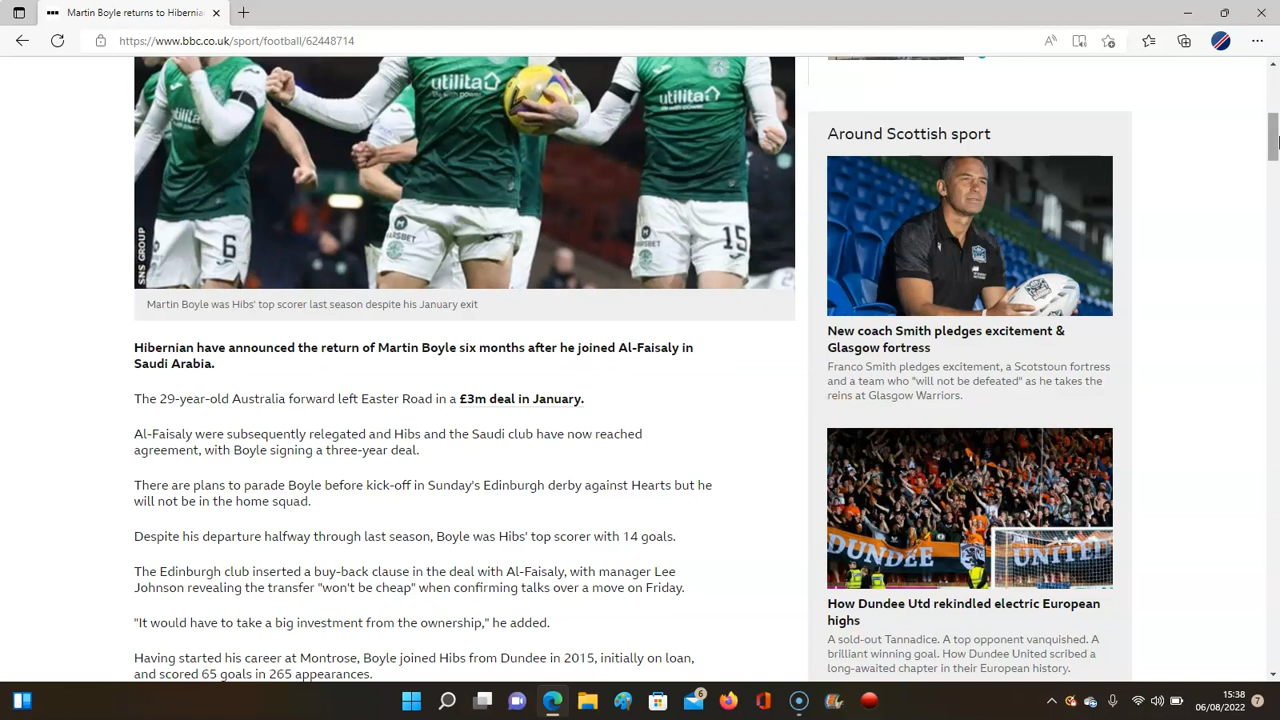 Martin Boyle returns to Hibernia
https://www.bbc.co.uk/sport/football/62448714
utilita
utilita
6
15
SNS GROUP
Martin Boyle was Hibs' top scorer last season despite his January exit
Hibernian have announced the return of Martin Boyle six months after he joined Al-Faisaly in
Saudi Arabia.
The 29-year-old Australia forward left Easter Road in a £3m deal in January.
Al-Faisaly were subsequently relegated and Hibs and the Saudi club have now reached
agreement, with Boyle signing a three-year deal.
There are plans to parade Boyle before kick-off in Sunday's Edinburgh derby against Hearts but he
will not be in the home squad.
Despite his departure halfway through last season, Boyle was Hibs' top scorer with 14 goals.
The Edinburgh club inserted a buy-back clause in the deal with Al-Faisaly, with manager Lee
Johnson revealing the transfer "won't be cheap" when confirming talks over a move on Friday.
"It would have to take a big investment from the ownership," he added.
Having started his career at Montrose, Boyle joined Hibs from Dundee in 2015, initially on loan,
and scored 65 goals in 265 appearances.
Around Scottish sport
New coach Smith pledges excitement &
Glasgow fortress
Franco Smith pledges excitement, a Scotstoun fortress
and a team who "will not be defeated" as he takes the
reins at Glasgow Warriors.
DUNDEE UNITED
How Dundee Utd rekindled electric European
highs
A sold-out Tannadice. A top opponent vanquished. A
brilliant winning goal. How Dundee United scribed a
long-awaited chapter in their European history.
6
15:38
06/08/2022
7